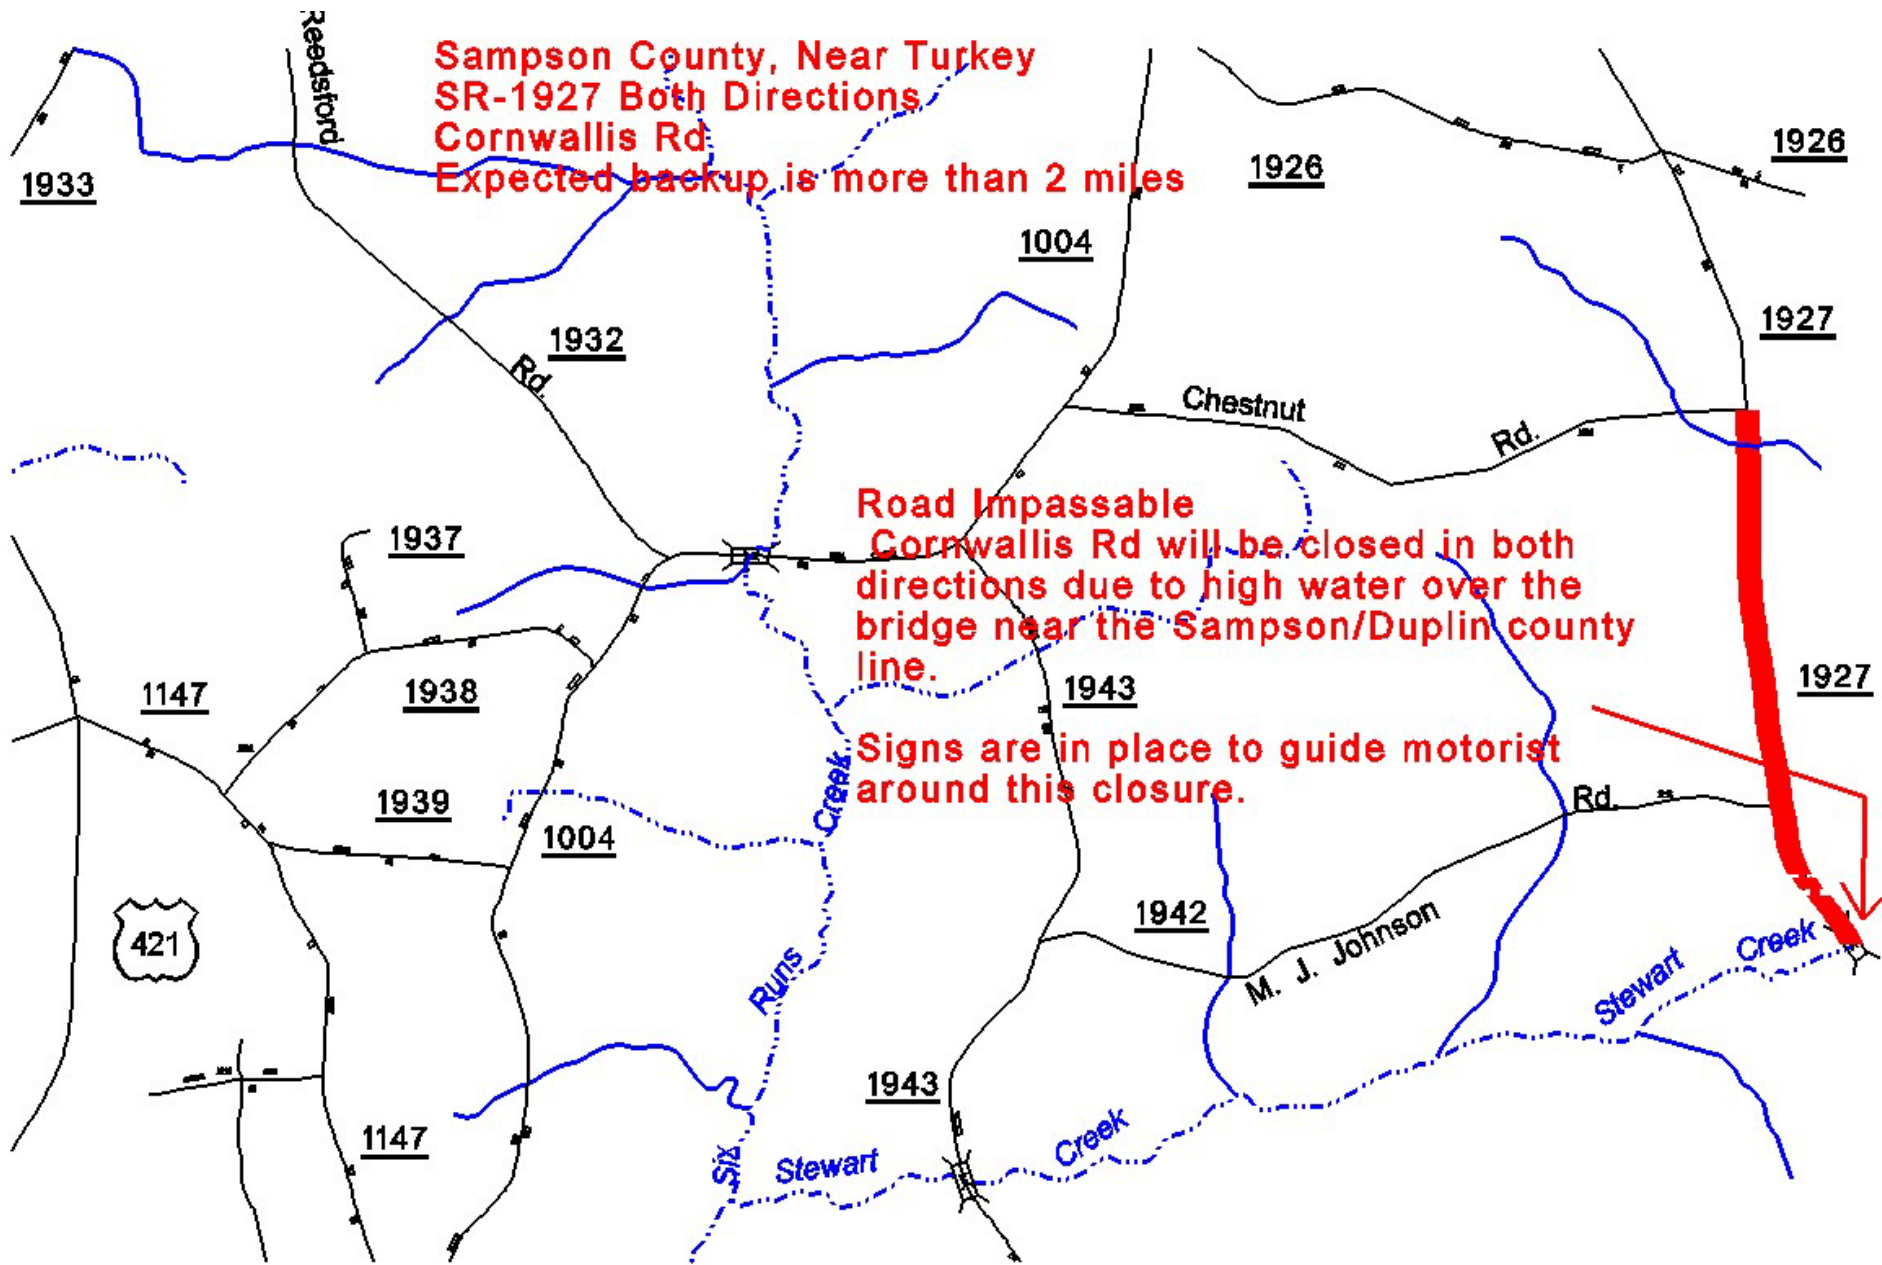 Reedsford
Sampson County, Near Turkey
SR-1927 Both Directions
Cornwallis Rd
Expected backup is more than 2 miles
1933
1926
1926
1004
1932
Rd.
1927
Chestnut
Rd.
1937
Road Impassable
Cornwallis Rd will be closed in both
directions due to high water over the
bridge near the Sampson/Duplin county
line.
1147
1938
1943
1927
Signs are in place to guide motorist
around this closure.
Creek
1939
1004
Rd.
421
1942
M. J. Johnson
Runs
Stewart
Creek
1943
1147
Six
Stewart
Creek